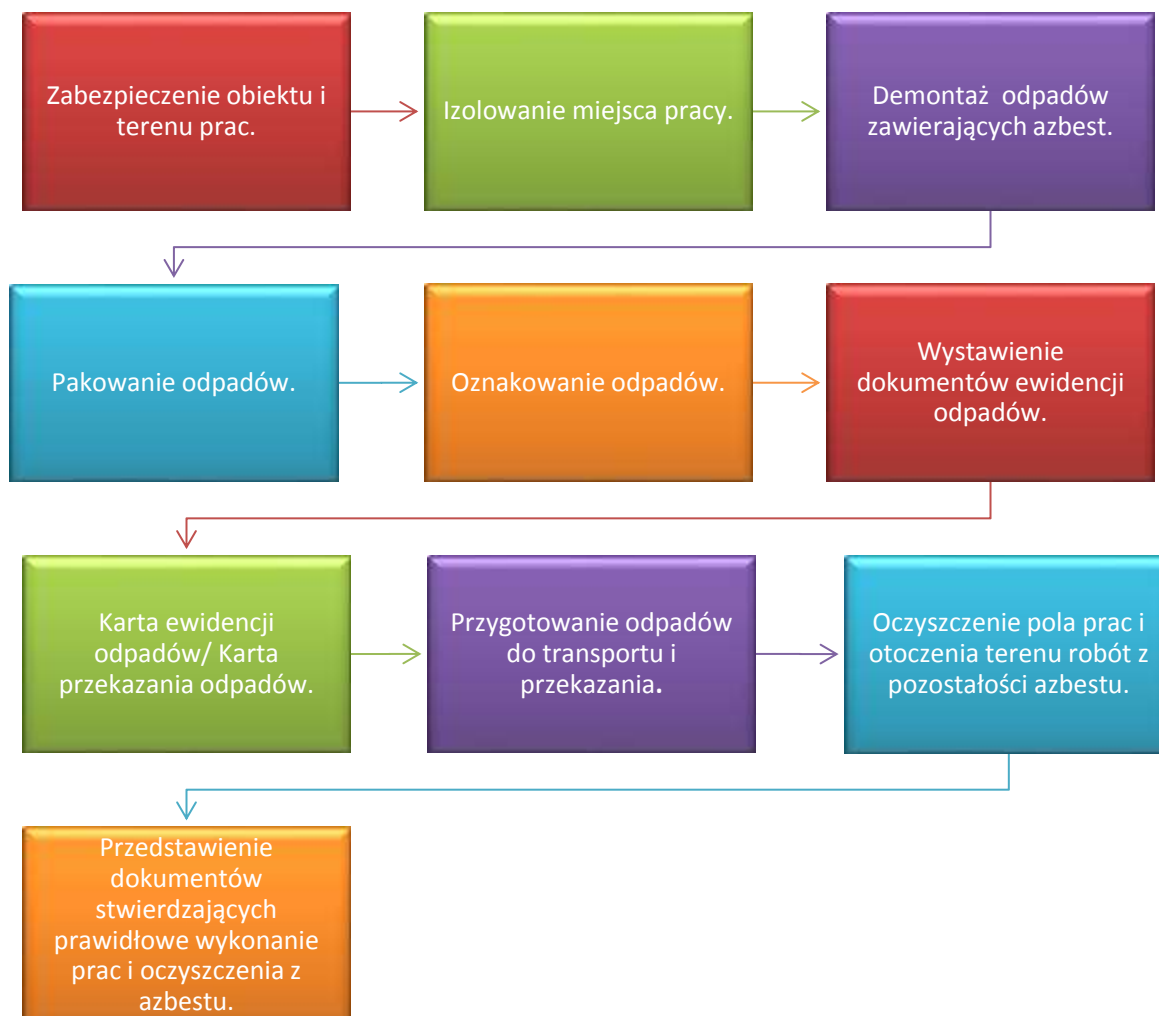 Zabezpieczenie obiektu i
terenu prac.
Izolowanie miejsca pracy.
Demontaż odpadów
zawierających azbest.
Pakowanie odpadów.
Oznakowanie odpadów.
Wystawienie
dokumentów ewidencji
odpadów.
Karta ewidencji
odpadów/ Karta
przekazania odpadów.
Przygotowanie odpadów
do transportu i
przekazania.
Oczyszczenie pola prac i
otoczenia terenu robót z
pozostałości azbestu.
Przedstawienie
dokumentów
stwierdzających
prawidłowe wykonanie
prac i oczyszczenia z
azbestu.